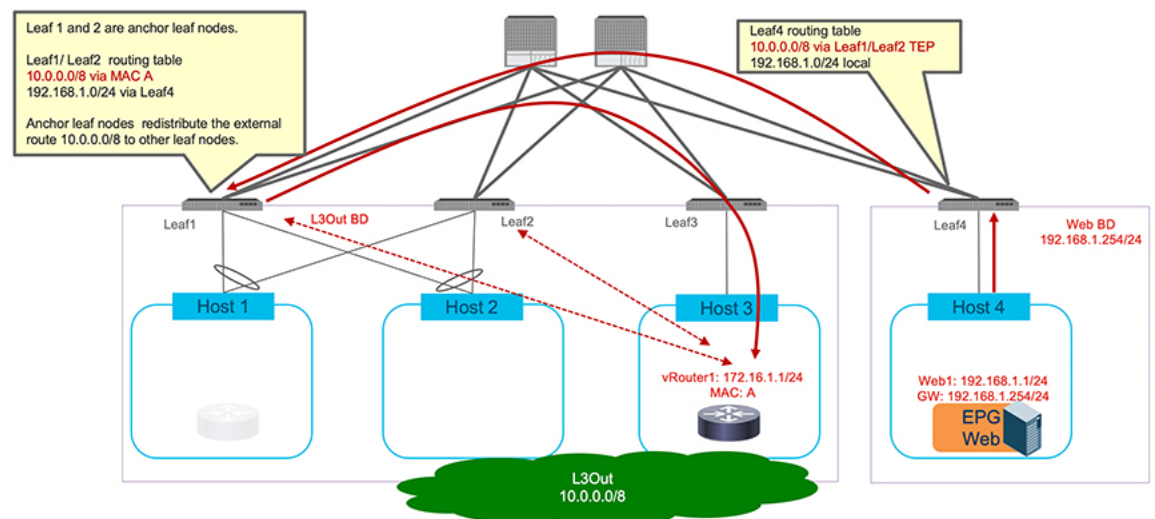 Leaf 1 and 2 are anchor leaf nodes.
Leaf1/ Leaf2 routing table
10.0.0.0/8 via MAC A
192.168.1.0/24 via Leaf4
Anchor leaf nodes redistribute the external
route 10.0.0.0/8 to other leaf nodes.
Leaf4 routing table
10.0.0.0/8 via Leaf1/Leaf2 TEP
192.168.1.0/24 local
Leaf1
L3Out BD
Leaf2
Leaf3
Leaf4
Web BD
192.168.1.254/24
Host 1
Host 2
Host 3
Host 4
vRouter1: 172.16.1.1/24
MAC: A
Web1: 192.168.1.1/24
GW: 192.168.1.254/24
EPG
Web
L3Out
10.0.0.0/8